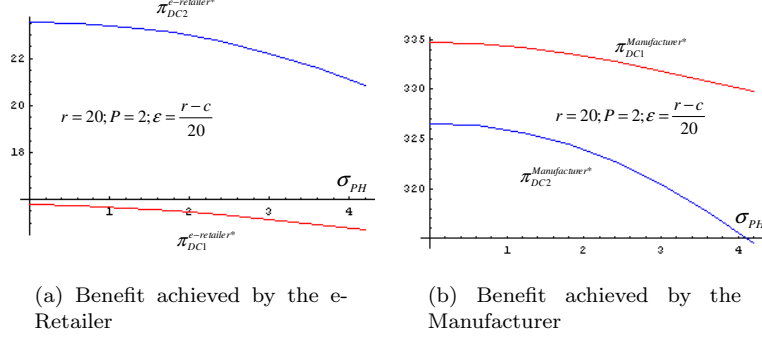 π_{DC2}^{e-retailer*}
22
20
r = 20; P = 2; ε = \frac{r-c}{20}
18
σ_{PH}
1 2 3 4
π_{DC1}^{e-retailer*}
(a) Benefit achieved by the e-
Retailer
335
π_{DC1}^{Manufacturer*}
330
r = 20; P = 2; ε = \frac{r-c}{20}
325
π_{DC2}^{Manufacturer*}
320
σ_{PH}
1 2 3 4
(b) Benefit achieved by the
Manufacturer